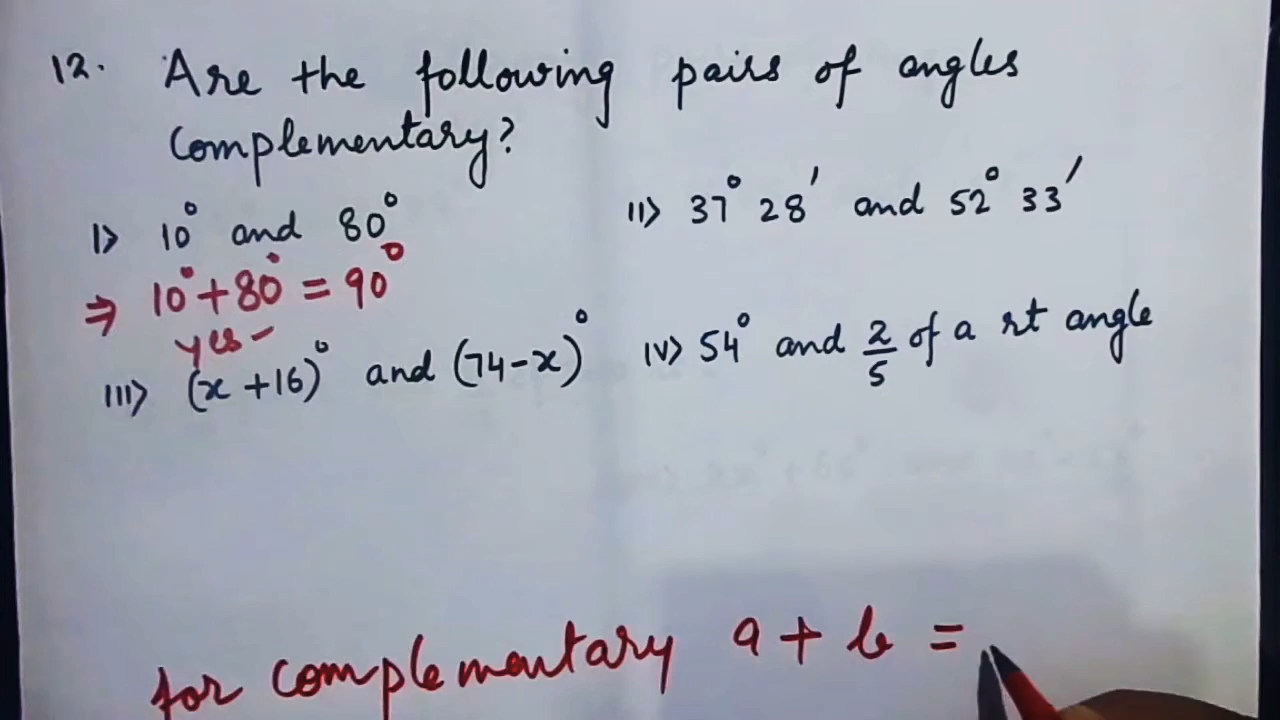 12. Are the following pairs of angles
complementary?
I> 10° and 80°
II> 37° 28′ and 52° 33′
⇒ 10° + 80° = 90°
yes –
III> (x + 16)° and (74 – x)°
IV> 54° and 2/5 of a rt angle
for complementary a + b =